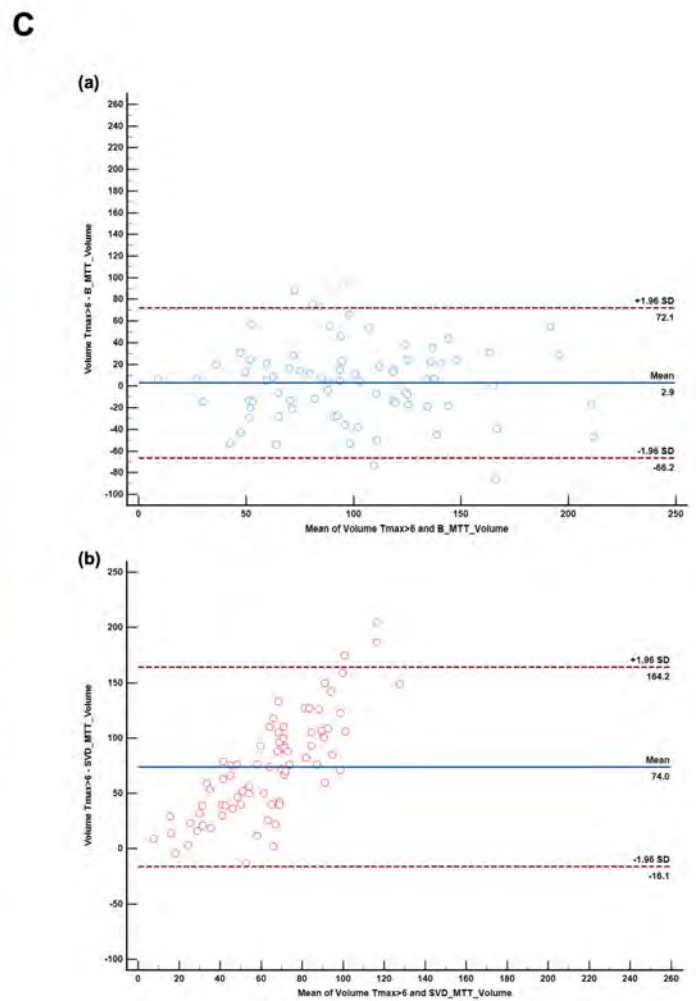 C
(a)
260
240
220
200
180
160
140
120
100
80
60
40
20
0
-20
-40
-60
-80
-100
Volume Tmax>6 - B_MTT_Volume
+1.96 SD
72.1
Mean
2.9
-1.96 SD
-66.2
0 50 100 150 200 250
Mean of Volume Tmax>6 and B_MTT_Volume
(b)
250
200
150
100
50
0
-50
-100
Volume Tmax>6 - SVD_MTT_Volume
+1.96 SD
164.2
Mean
74.0
-1.96 SD
-16.1
0 20 40 60 80 100 120 140 160 180 200 220 240 260
Mean of Volume Tmax>6 and SVD_MTT_Volume